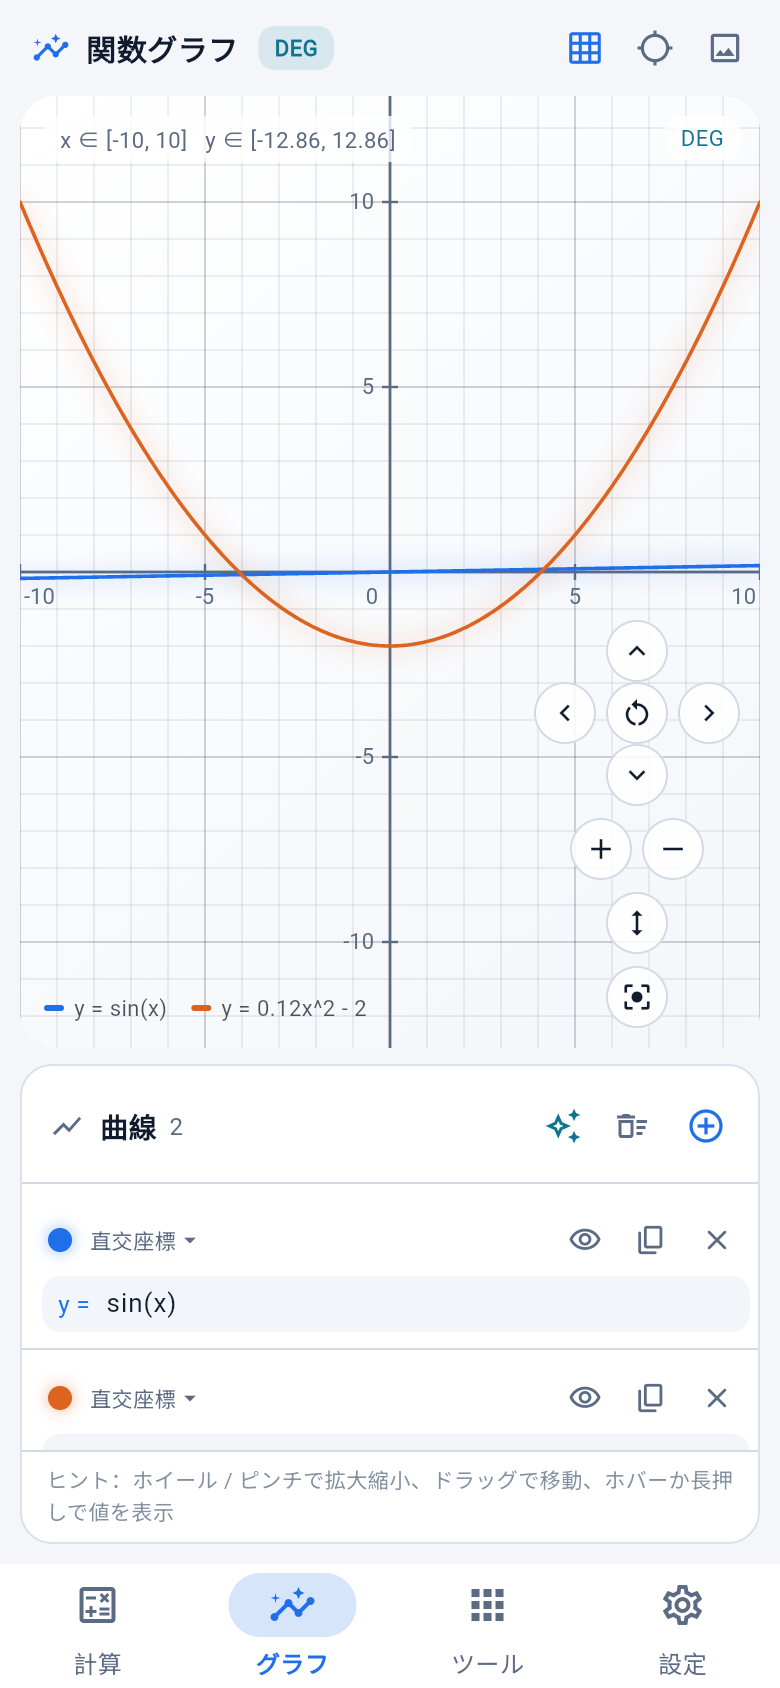 関数グラフ DEG
x ∈ [-10, 10] y ∈ [-12.86, 12.86] DEG
10
5
-10 -5 0 5 10
-5
-10
y = sin(x) y = 0.12x^2 - 2
曲線 2
直交座標
y = sin(x)
直交座標
ヒント: ホイール / ピンチで拡大縮小、ドラッグで移動、ホバーか長押
しで値を表示
計算 グラフ ツール 設定